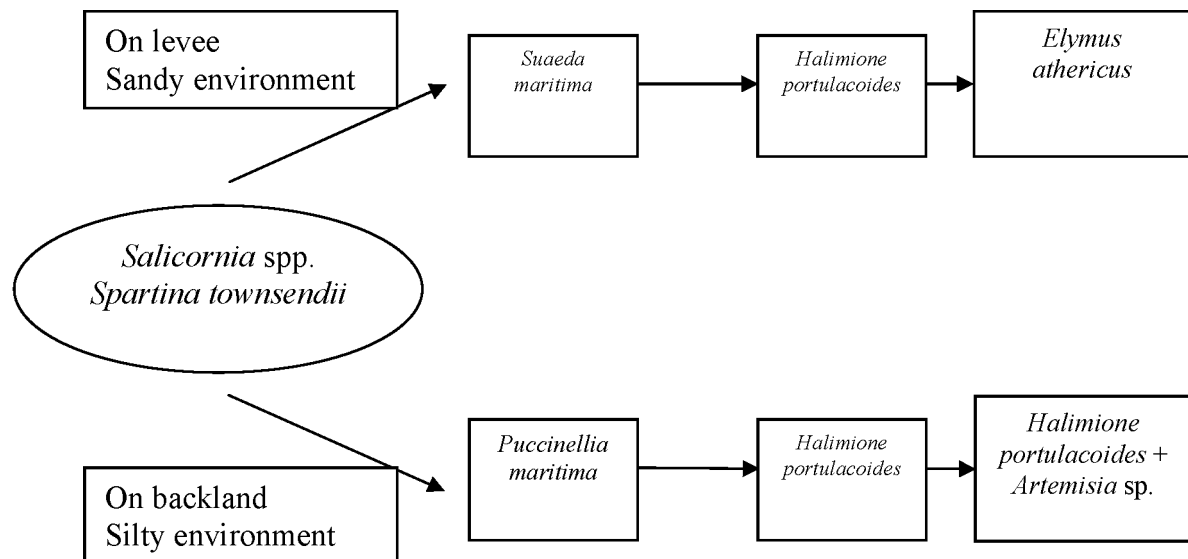 On levee
Sandy environment
Suaeda
maritima
Halimione
portulacoides
Elymus
athericus
Salicornia spp.
Spartina townsendii
On backland
Silty environment
Puccinellia
maritima
Halimione
portulacoides
Halimione
portulacoides +
Artemisia sp.